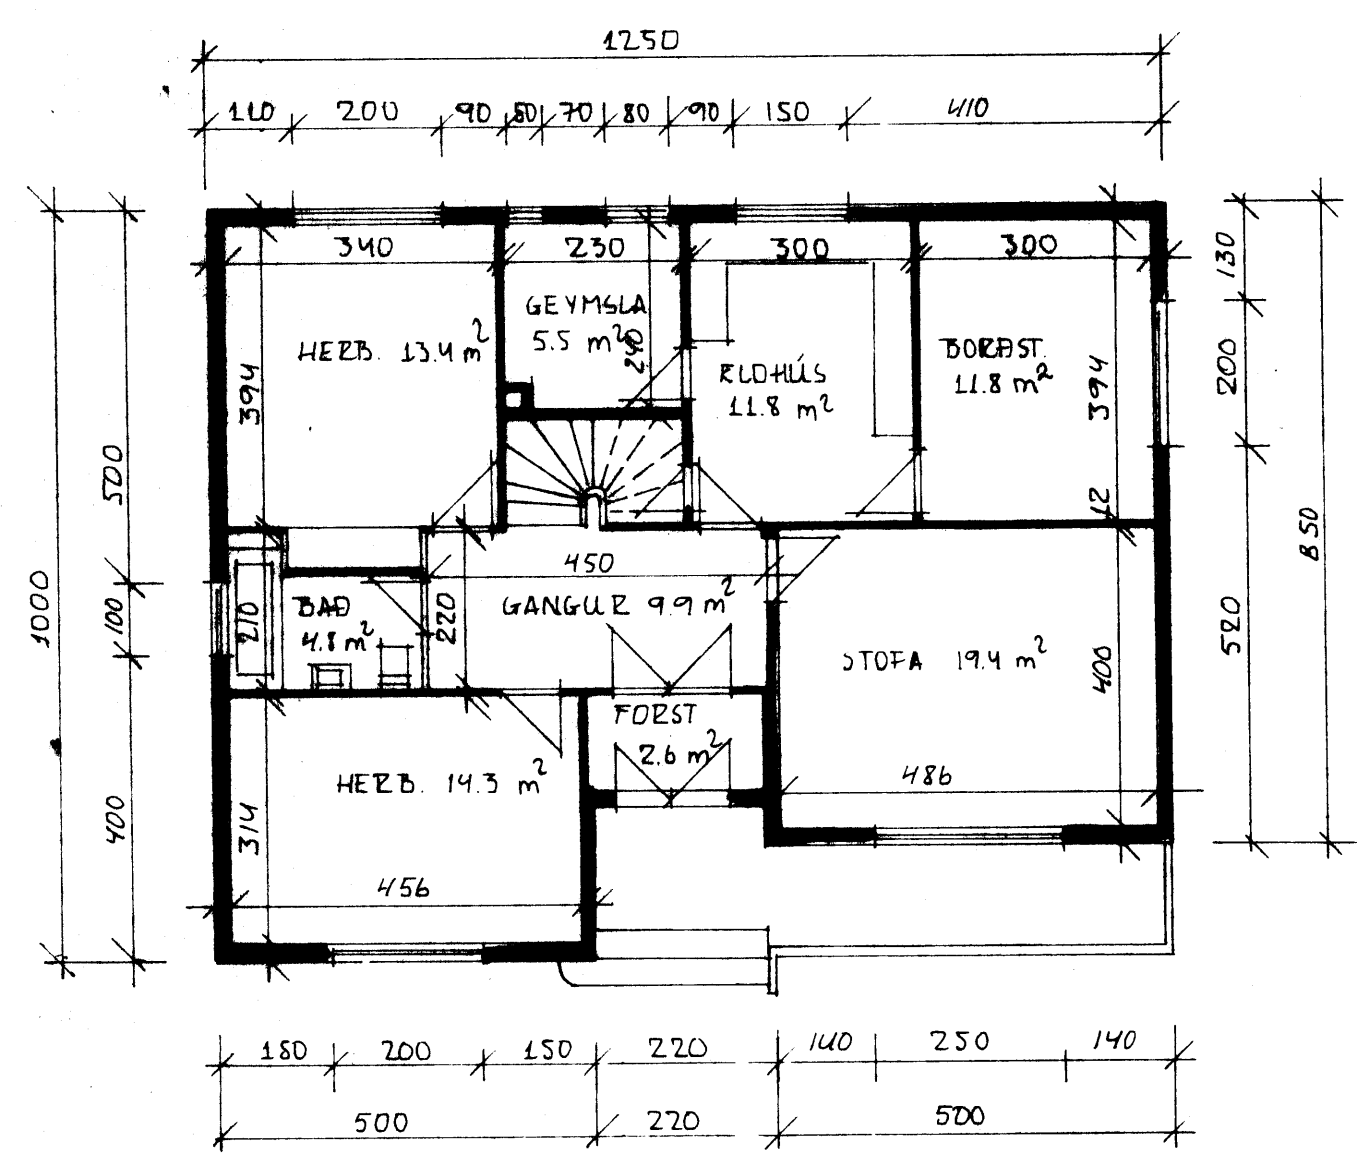 1250
110 200 90 50 70 80 90 150 410
340 230 300 300
GEYMSLA
5.5 m²
240
HERB. 13.4 m²
394
ELDHÚS
11.8 m²
BORÐST.
11.8 m²
394
12
130
200
520
850
1000
500
100
400
450
GANGUR 9.9 m²
220
210
BAÐ
4.8 m²
STOFA 19.4 m²
400
486
FORST
2.6 m²
HERB. 14.3 m²
314
456
180 200 150 220 140 250 140
500 220 500